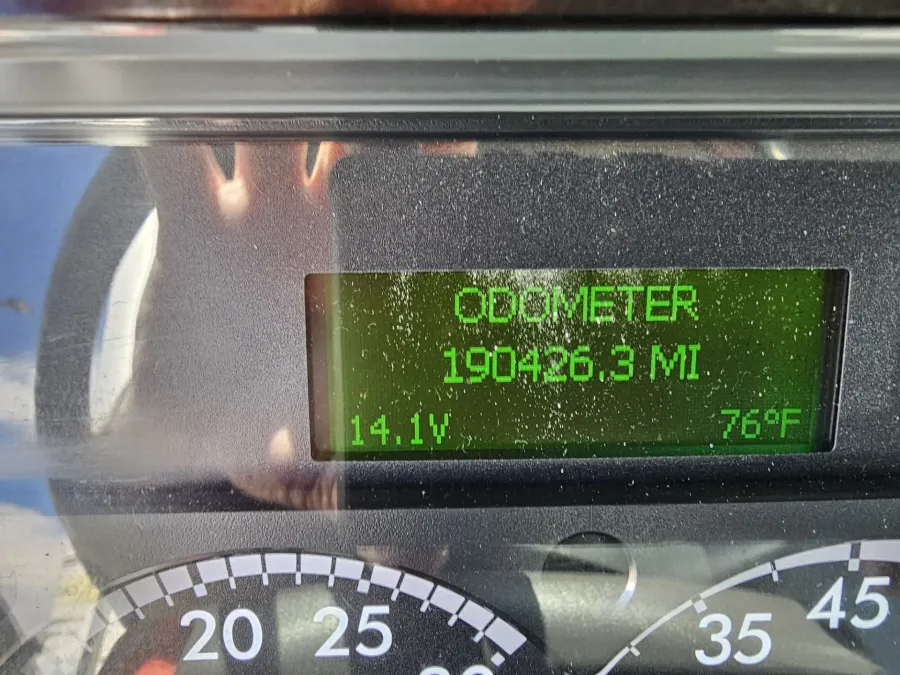 ODOMETER
190426.3 MI
14.1V 76°F
20 25 35 45